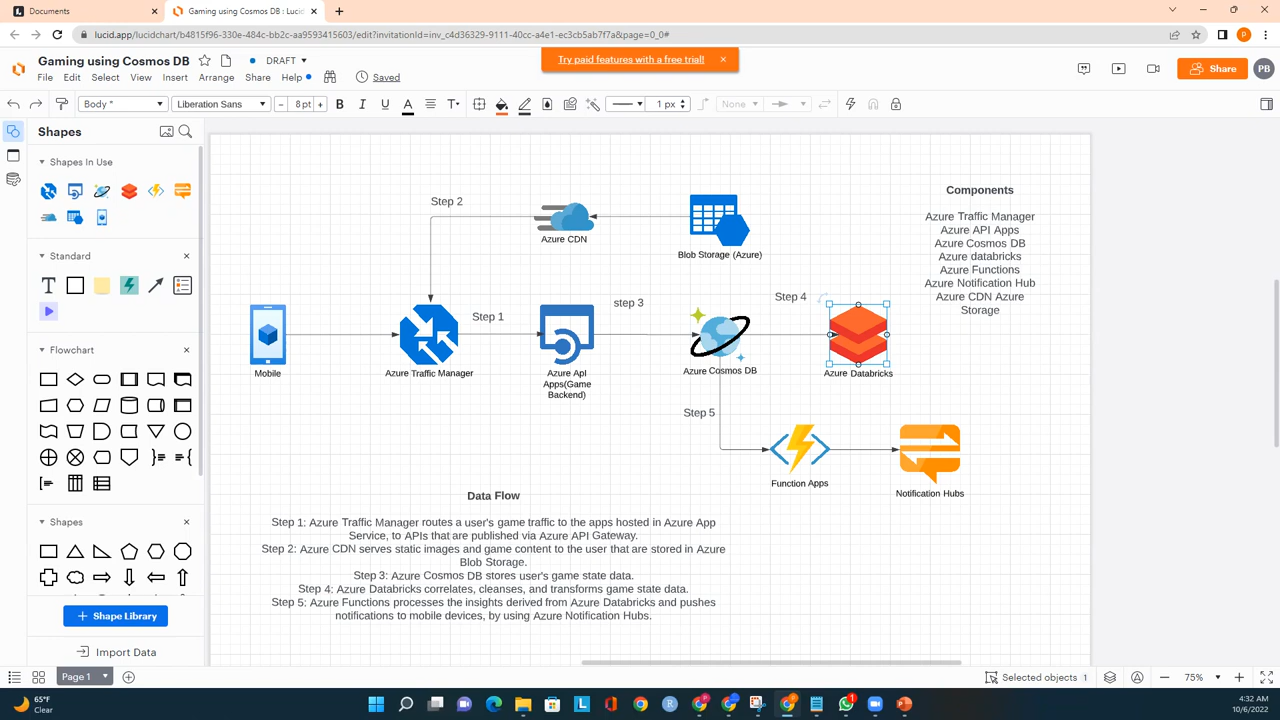 Documents
Gaming using Cosmos DB : Lucid
lucid.app/lucidchart/b4815f96-330e-484c-bb2c-aa9593415603/edit?invitationId=inv_c4d36329-9111-40cc-a4e1-ec3cb5ab7f7a&page=0_0#
Gaming using Cosmos DB
DRAFT
Try paid features with a free trial!
Share
PB
File Edit Select View Insert Arrange Share Help Saved
Body * Liberation Sans 8 pt B I U A T 1 px None
Shapes
Shapes In Use
Standard
Flowchart
Shapes
Shape Library
Import Data
Step 2
Azure CDN
Blob Storage (Azure)
Components
Azure Traffic Manager
Azure API Apps
Azure Cosmos DB
Azure databricks
Azure Functions
Azure Notification Hub
Azure CDN Azure
Storage
Step 1
step 3
Step 4
Mobile
Azure Traffic Manager
Azure Api
Apps(Game
Backend)
Azure Cosmos DB
Azure Databricks
Step 5
Function Apps
Notification Hubs
Data Flow
Step 1: Azure Traffic Manager routes a user's game traffic to the apps hosted in Azure App
Service, to APIs that are published via Azure API Gateway.
Step 2: Azure CDN serves static images and game content to the user that are stored in Azure
Blob Storage.
Step 3: Azure Cosmos DB stores user's game state data.
Step 4: Azure Databricks correlates, cleanses, and transforms game state data.
Step 5: Azure Functions processes the insights derived from Azure Databricks and pushes
notifications to mobile devices, by using Azure Notification Hubs.
Page 1
Selected objects 1
75%
65°F
Clear
4:32 AM
10/6/2022